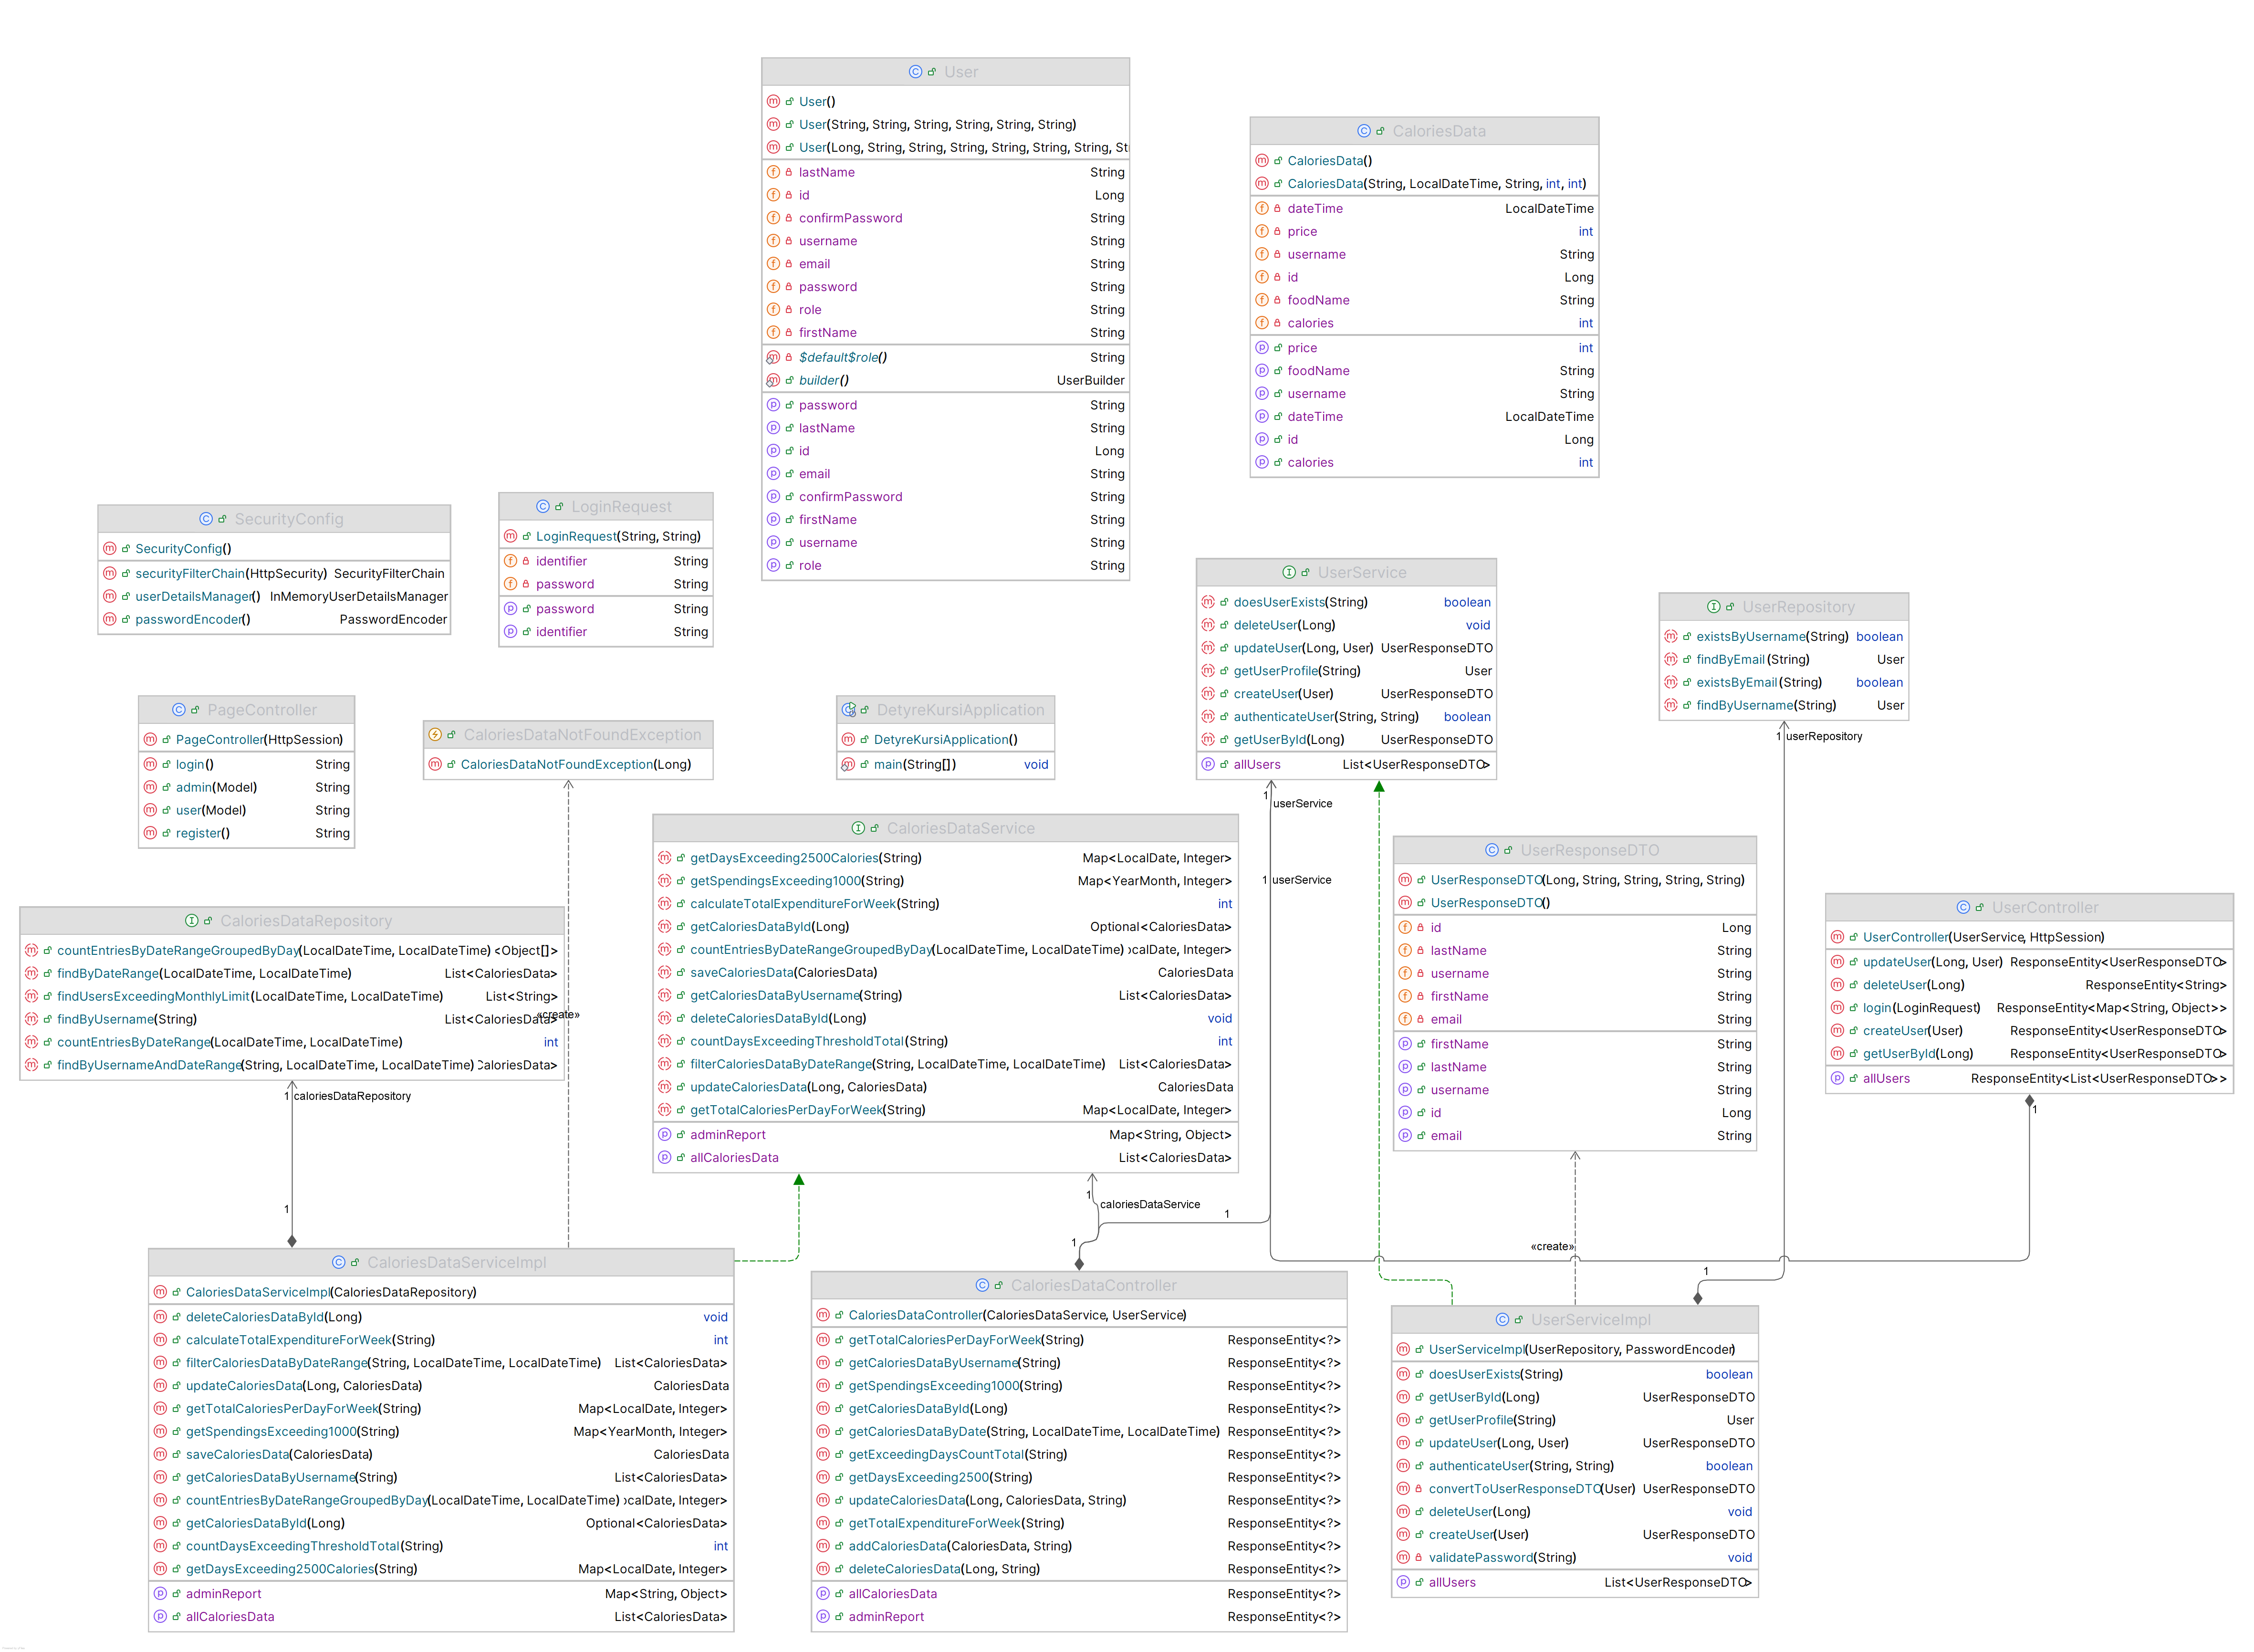 User
User()
User(String, String, String, String, String, String)
User(Long, String, String, String, String, String, String, St
lastName String
id Long
confirmPassword String
username String
email String
password String
role String
firstName String
$default$role() String
builder() UserBuilder
password String
lastName String
id Long
email String
confirmPassword String
firstName String
username String
role String
CaloriesData
CaloriesData()
CaloriesData(String, LocalDateTime, String, int, int)
dateTime LocalDateTime
price int
username String
id Long
foodName String
calories int
price int
foodName String
username String
dateTime LocalDateTime
id Long
calories int
SecurityConfig
SecurityConfig()
securityFilterChain(HttpSecurity) SecurityFilterChain
userDetailsManager() InMemoryUserDetailsManager
passwordEncoder() PasswordEncoder
LoginRequest
LoginRequest(String, String)
identifier String
password String
password String
identifier String
UserService
doesUserExists(String) boolean
deleteUser(Long) void
updateUser(Long, User) UserResponseDTO
getUserProfile(String) User
createUser(User) UserResponseDTO
authenticateUser(String, String) boolean
getUserById(Long) UserResponseDTO
allUsers List<UserResponseDTO>
UserRepository
existsByUsername(String) boolean
findByEmail(String) User
existsByEmail(String) boolean
findByUsername(String) User
1 userRepository
PageController
PageController(HttpSession)
login() String
admin(Model) String
user(Model) String
register() String
CaloriesDataNotFoundException
CaloriesDataNotFoundException(Long)
DetyreKursiApplication
DetyreKursiApplication()
main(String[]) void
1 userService
1 userService
CaloriesDataService
getDaysExceeding2500Calories(String) Map<LocalDate, Integer>
getSpendingsExceeding1000(String) Map<YearMonth, Integer>
calculateTotalExpenditureForWeek(String) int
getCaloriesDataById(Long) Optional<CaloriesData>
countEntriesByDateRangeGroupedByDay(LocalDateTime, LocalDateTime) ocalDate, Integer>
saveCaloriesData(CaloriesData) CaloriesData
getCaloriesDataByUsername(String) List<CaloriesData>
deleteCaloriesDataById(Long) void
countDaysExceedingThresholdTotal(String) int
filterCaloriesDataByDateRange(String, LocalDateTime, LocalDateTime) List<CaloriesData>
updateCaloriesData(Long, CaloriesData) CaloriesData
getTotalCaloriesPerDayForWeek(String) Map<LocalDate, Integer>
adminReport Map<String, Object>
allCaloriesData List<CaloriesData>
UserResponseDTO
UserResponseDTO(Long, String, String, String, String)
UserResponseDTO()
id Long
lastName String
username String
firstName String
email String
firstName String
lastName String
username String
id Long
email String
UserController
UserController(UserService, HttpSession)
updateUser(Long, User) ResponseEntity<UserResponseDTO>
deleteUser(Long) ResponseEntity<String>
login(LoginRequest) ResponseEntity<Map<String, Object>>
createUser(User) ResponseEntity<UserResponseDTO>
getUserById(Long) ResponseEntity<UserResponseDTO>
allUsers ResponseEntity<List<UserResponseDTO>>
1
CaloriesDataRepository
countEntriesByDateRangeGroupedByDay(LocalDateTime, LocalDateTime) <Object[]>
findByDateRange(LocalDateTime, LocalDateTime) List<CaloriesData>
findUsersExceedingMonthlyLimit(LocalDateTime, LocalDateTime) List<String>
findByUsername(String) List<CaloriesData>
countEntriesByDateRange(LocalDateTime, LocalDateTime) int
findByUsernameAndDateRange(String, LocalDateTime, LocalDateTime) CaloriesData>
«create»
1 caloriesDataRepository
1
1
caloriesDataService
1
1
«create»
1
CaloriesDataServiceImpl
CaloriesDataServiceImpl(CaloriesDataRepository)
deleteCaloriesDataById(Long) void
calculateTotalExpenditureForWeek(String) int
filterCaloriesDataByDateRange(String, LocalDateTime, LocalDateTime) List<CaloriesData>
updateCaloriesData(Long, CaloriesData) CaloriesData
getTotalCaloriesPerDayForWeek(String) Map<LocalDate, Integer>
getSpendingsExceeding1000(String) Map<YearMonth, Integer>
saveCaloriesData(CaloriesData) CaloriesData
getCaloriesDataByUsername(String) List<CaloriesData>
countEntriesByDateRangeGroupedByDay(LocalDateTime, LocalDateTime) ocalDate, Integer>
getCaloriesDataById(Long) Optional<CaloriesData>
countDaysExceedingThresholdTotal(String) int
getDaysExceeding2500Calories(String) Map<LocalDate, Integer>
adminReport Map<String, Object>
allCaloriesData List<CaloriesData>
CaloriesDataController
CaloriesDataController(CaloriesDataService, UserService)
getTotalCaloriesPerDayForWeek(String) ResponseEntity<?>
getCaloriesDataByUsername(String) ResponseEntity<?>
getSpendingsExceeding1000(String) ResponseEntity<?>
getCaloriesDataById(Long) ResponseEntity<?>
getCaloriesDataByDate(String, LocalDateTime, LocalDateTime) ResponseEntity<?>
getExceedingDaysCountTotal(String) ResponseEntity<?>
getDaysExceeding2500(String) ResponseEntity<?>
updateCaloriesData(Long, CaloriesData, String) ResponseEntity<?>
getTotalExpenditureForWeek(String) ResponseEntity<?>
addCaloriesData(CaloriesData, String) ResponseEntity<?>
deleteCaloriesData(Long, String) ResponseEntity<?>
allCaloriesData ResponseEntity<?>
adminReport ResponseEntity<?>
UserServiceImpl
UserServiceImpl(UserRepository, PasswordEncoder)
doesUserExists(String) boolean
getUserById(Long) UserResponseDTO
getUserProfile(String) User
updateUser(Long, User) UserResponseDTO
authenticateUser(String, String) boolean
convertToUserResponseDTO(User) UserResponseDTO
deleteUser(Long) void
createUser(User) UserResponseDTO
validatePassword(String) void
allUsers List<UserResponseDTO>